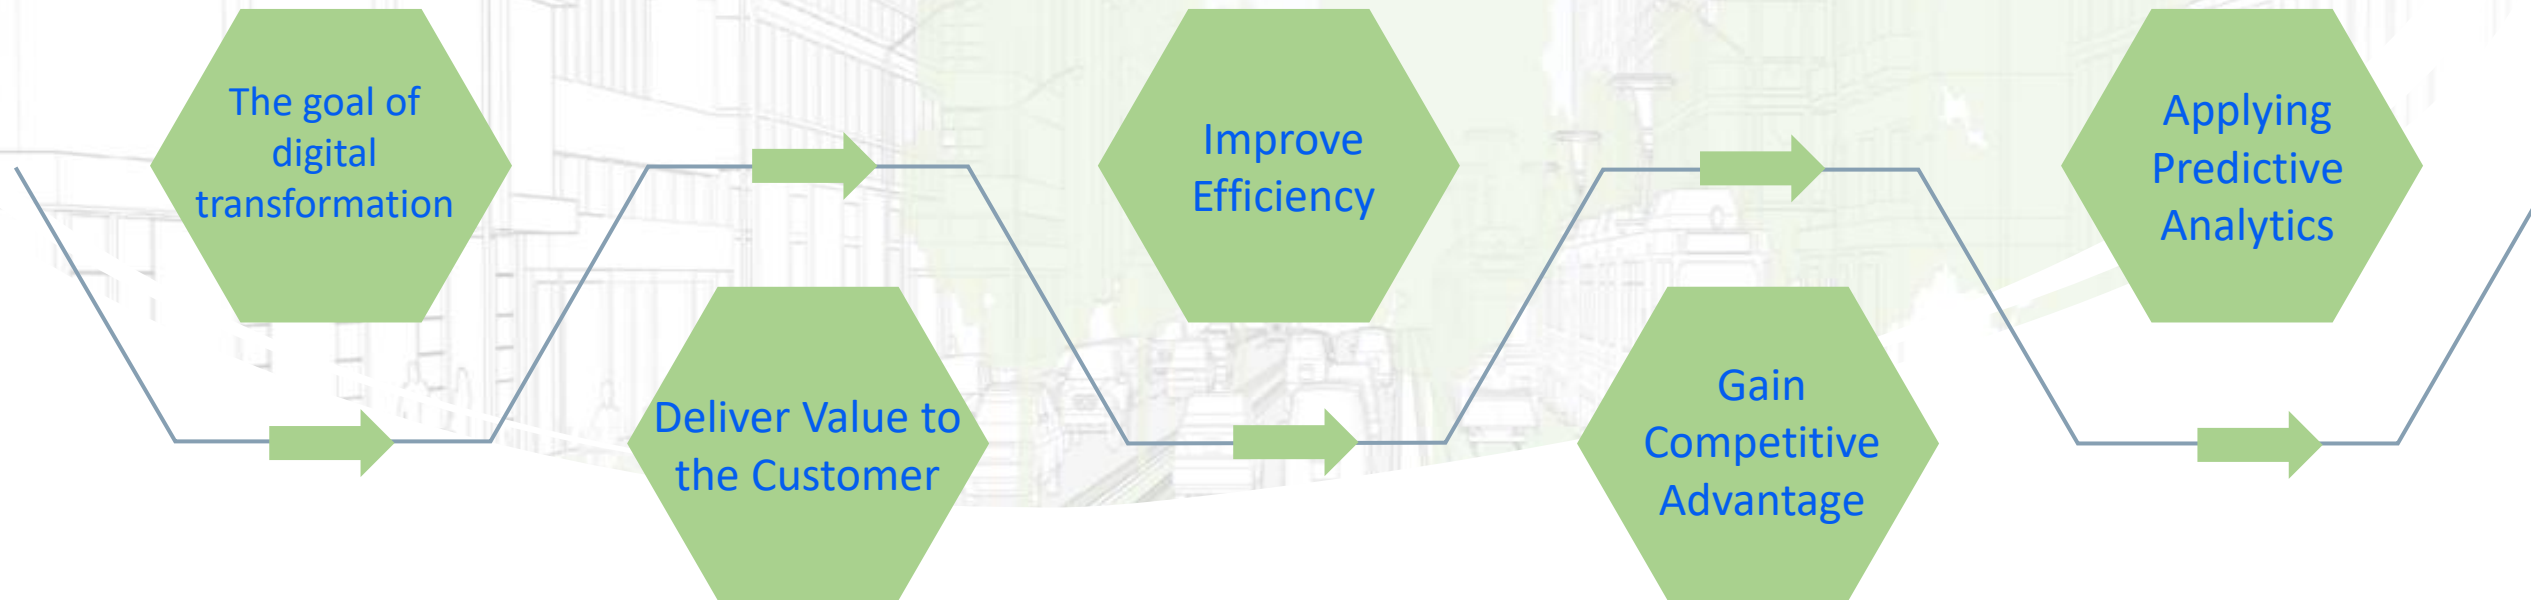 The goal of
digital
transformation
Deliver Value to
the Customer
Improve
Efficiency
Gain
Competitive
Advantage
Applying
Predictive
Analytics